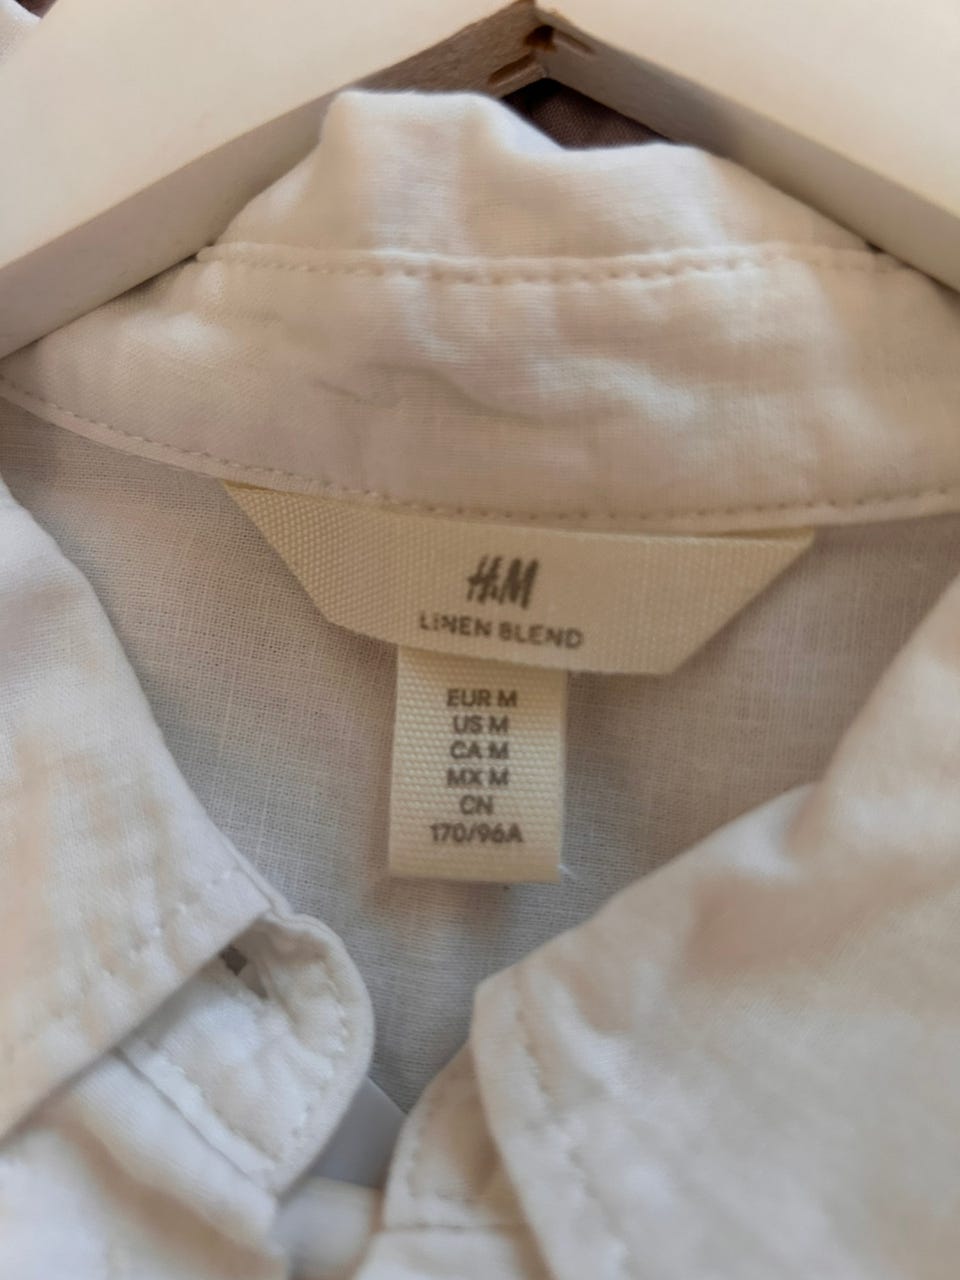 H&M
LINEN BLEND
EUR M
US M
CA M
MX M
CN
170/96A